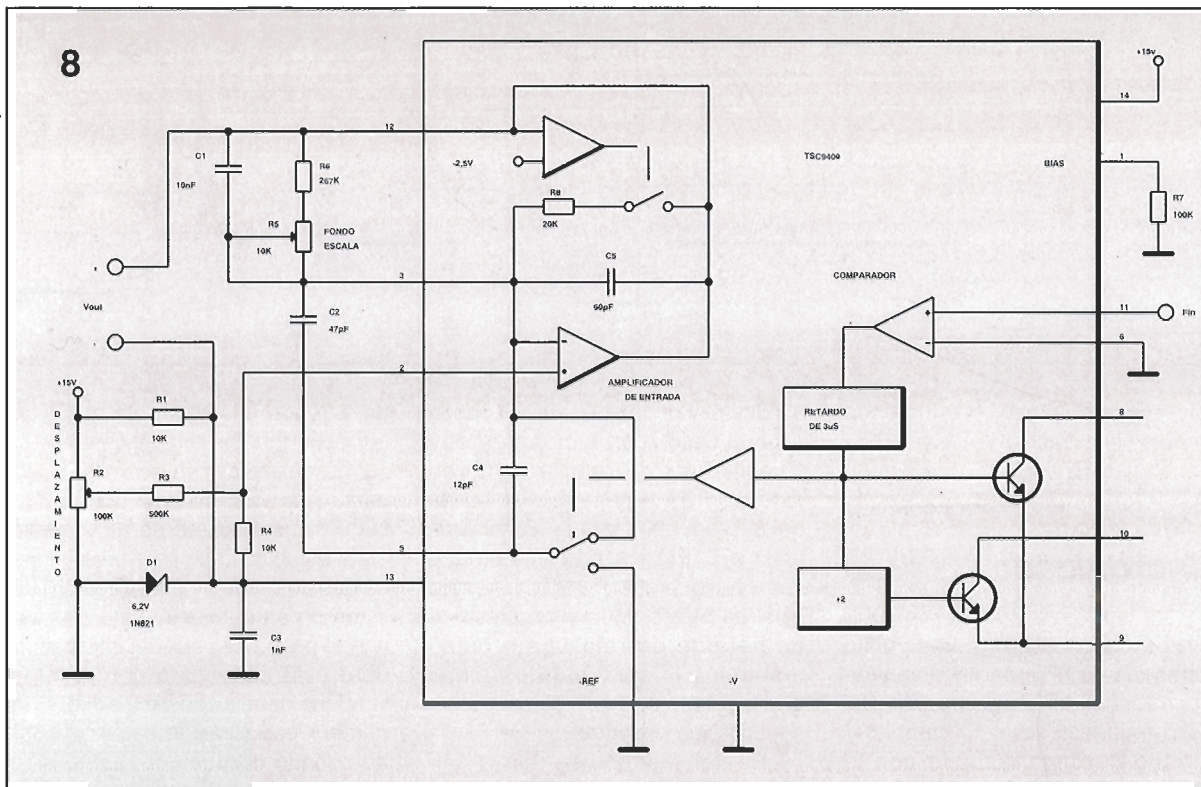 8
+15v
14
12
C1
10nF
R6
267K
-2,5V
TSC9400
BIAS
1
R8
20K
R7
100K
R5
10K
FONDO
ESCALA
3
C5
60pF
COMPARADOR
+
11
Fin
-
6
Vout
C2
47pF
-
+
2
AMPLIFICADOR
DE ENTRADA
RETARDO
DE 3uS
8
+15V
DESPLAZAMIENTO
R1
10K
C4
12pF
R2
100K
R3
500K
R4
10K
5
10
D1
6,2V
1N821
13
÷2
C3
1nF
9
-REF
-V